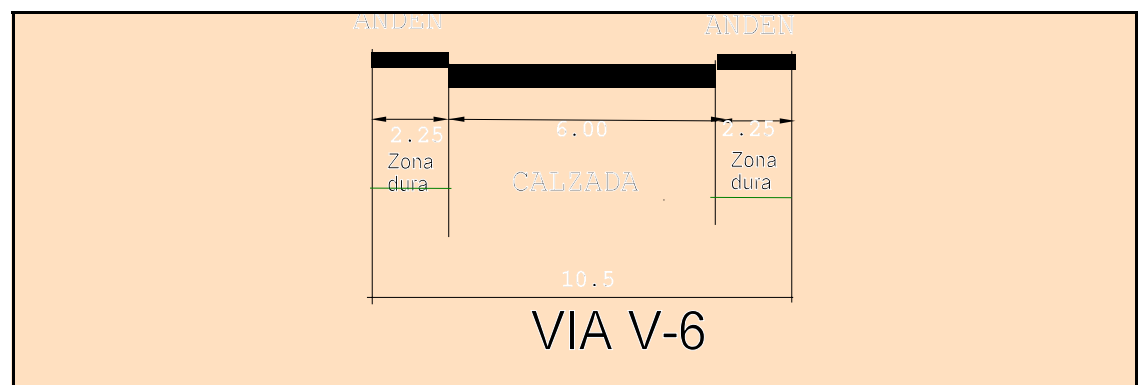 ANDEN
ANDEN
2.25
6.00
2.25
Zona
dura
Zona
dura
CALZADA
10.5
VIA V-6